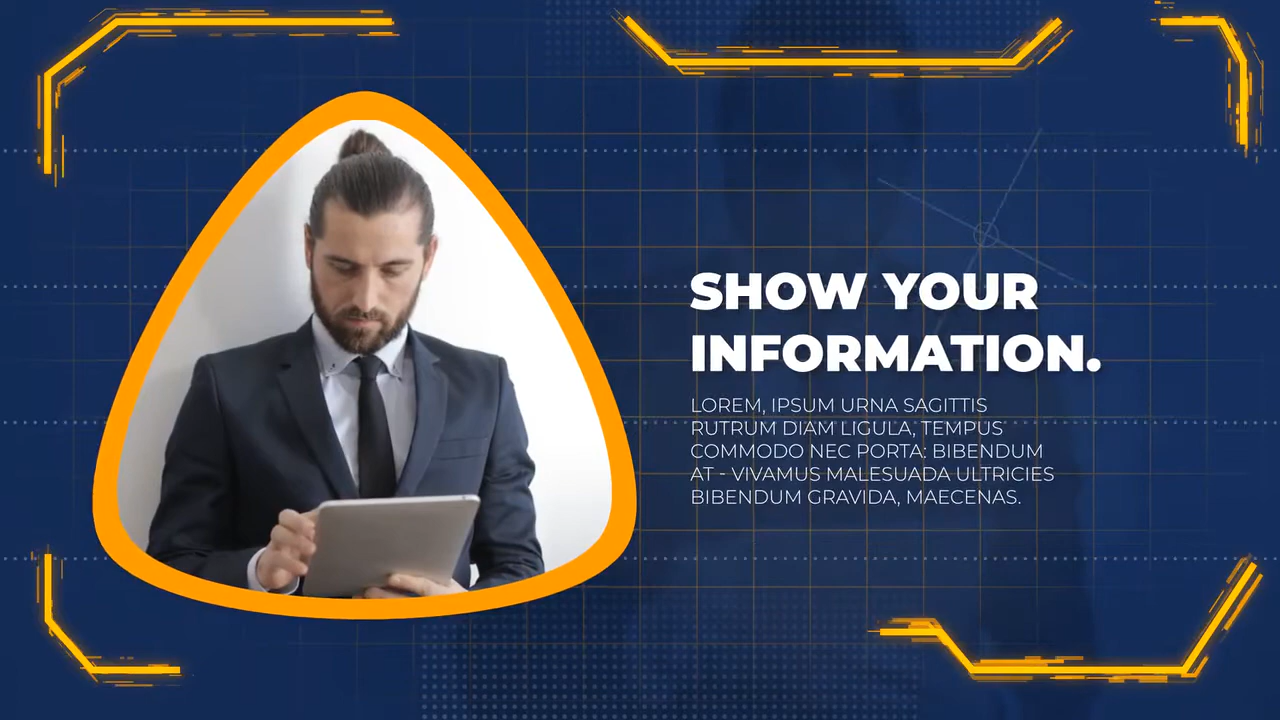 SHOW YOUR
INFORMATION.
LOREM, IPSUM URNA SAGITTIS
RUTRUM DIAM LIGULA, TEMPUS
COMMODO NEC PORTA: BIBENDUM
AT - VIVAMUS MALESUADA ULTRICIES
BIBENDUM GRAVIDA, MAECENAS.